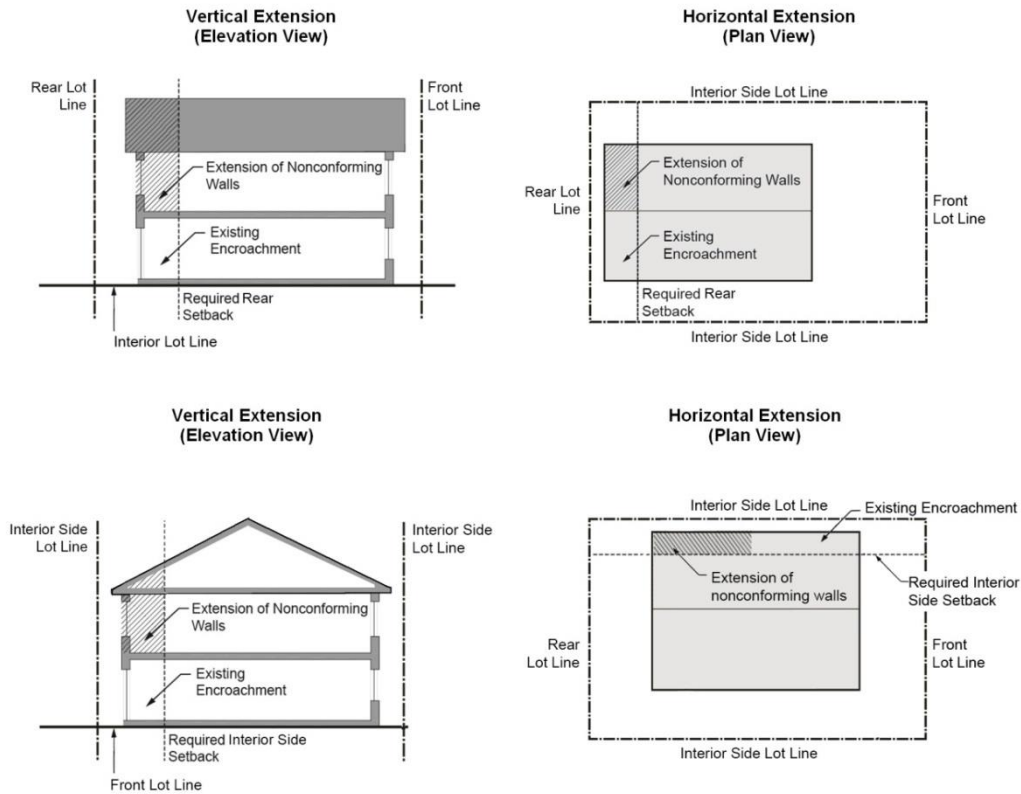 Vertical Extension
(Elevation View)
Rear Lot
Line
Front
Lot Line
Extension of Nonconforming
Walls
Existing
Encroachment
Required Rear
Setback
Interior Lot Line
Horizontal Extension
(Plan View)
Interior Side Lot Line
Extension of
Nonconforming Walls
Rear Lot
Line
Front
Lot Line
Existing
Encroachment
Required Rear
Setback
Interior Side Lot Line
Vertical Extension
(Elevation View)
Interior Side
Lot Line
Interior Side
Lot Line
Extension of Nonconforming
Walls
Existing
Encroachment
Required Interior Side
Setback
Front Lot Line
Horizontal Extension
(Plan View)
Interior Side Lot Line
Existing Encroachment
Extension of
nonconforming walls
Required Interior
Side Setback
Rear
Lot Line
Front
Lot Line
Interior Side Lot Line